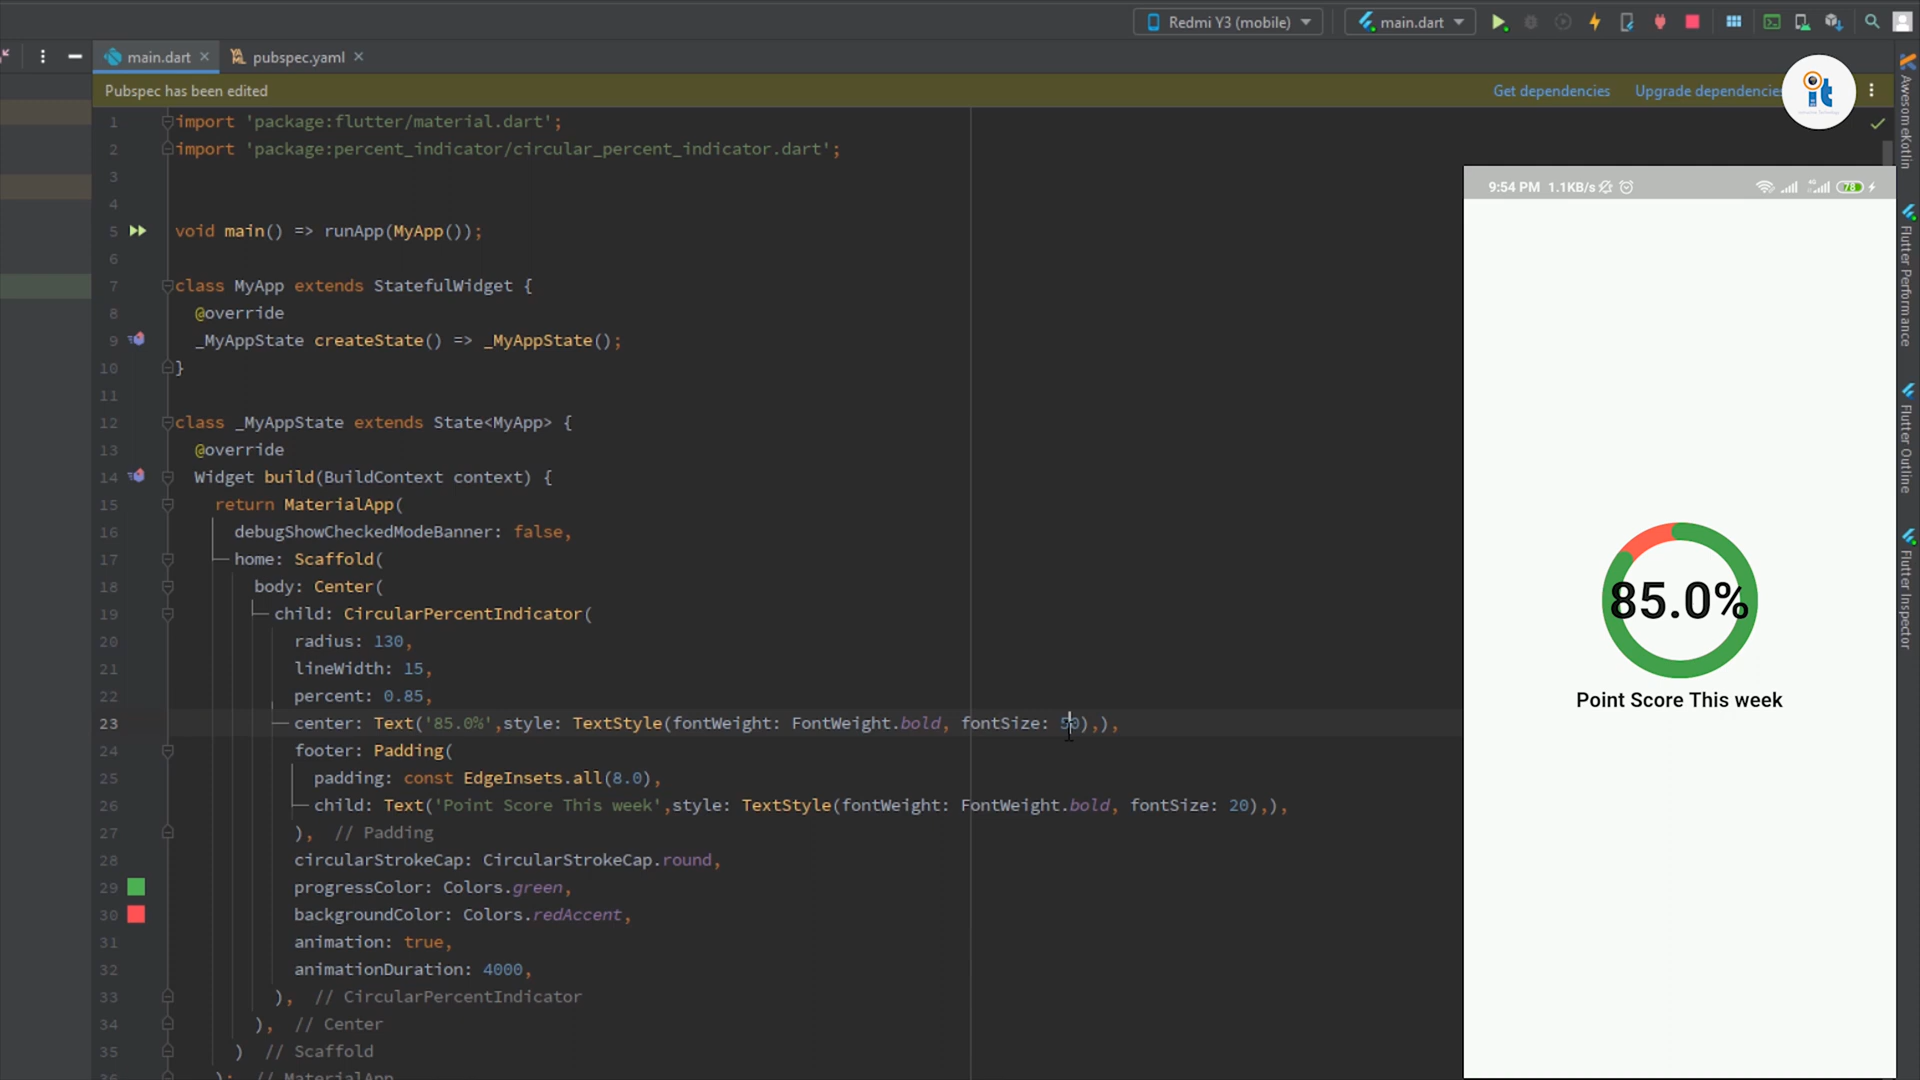 Redmi Y3 (mobile)
main.dart
main.dart
pubspec.yaml
Pubspec has been edited
Get dependencies
Upgrade dependencies
it
1 import 'package:flutter/material.dart';
2 import 'package:percent_indicator/circular_percent_indicator.dart';
3
4
5 void main() => runApp(MyApp());
6
7 class MyApp extends StatefulWidget {
8 @override
9 _MyAppState createState() => _MyAppState();
10 }
11
12 class _MyAppState extends State<MyApp> {
13 @override
14 Widget build(BuildContext context) {
15 return MaterialApp(
16 debugShowCheckedModeBanner: false,
17 home: Scaffold(
18 body: Center(
19 child: CircularPercentIndicator(
20 radius: 130,
21 lineWidth: 15,
22 percent: 0.85,
23 center: Text('85.0%',style: TextStyle(fontWeight: FontWeight.bold, fontSize: 50),),
24 footer: Padding(
25 padding: const EdgeInsets.all(8.0),
26 child: Text('Point Score This week',style: TextStyle(fontWeight: FontWeight.bold, fontSize: 20),),
27 ), // Padding
28 circularStrokeCap: CircularStrokeCap.round,
29 progressColor: Colors.green,
30 backgroundColor: Colors.redAccent,
31 animation: true,
32 animationDuration: 4000,
33 ), // CircularPercentIndicator
34 ), // Center
35 ) // Scaffold
36 ); // MaterialApp
9:54 PM 1.1KB/s
4G
78
85.0%
Point Score This week
AwesomeKotlin
Flutter Performance
Flutter Outline
Flutter Inspector